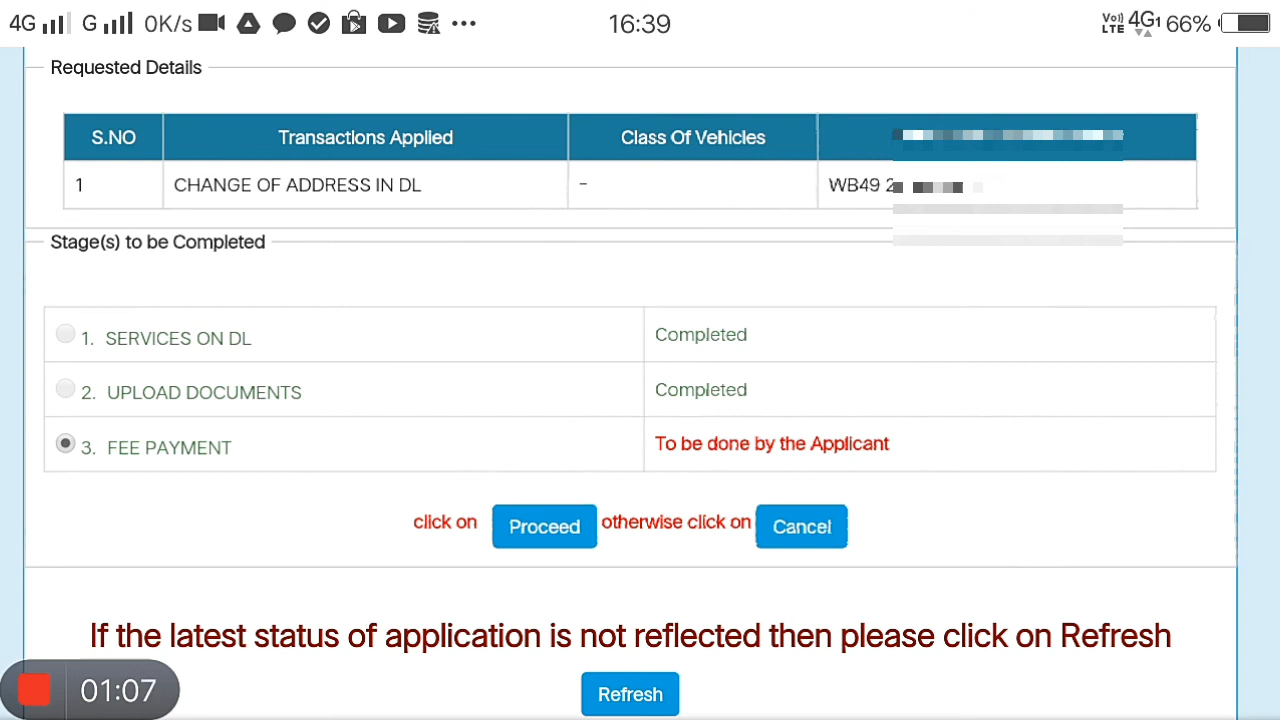 4G G 0K/s 16:39 VoLTE 4G1 66%
Requested Details
S.NO Transactions Applied Class Of Vehicles
1 CHANGE OF ADDRESS IN DL - WB49 2
Stage(s) to be Completed
1. SERVICES ON DL Completed
2. UPLOAD DOCUMENTS Completed
3. FEE PAYMENT To be done by the Applicant
click on Proceed otherwise click on Cancel
If the latest status of application is not reflected then please click on Refresh
01:07
Refresh